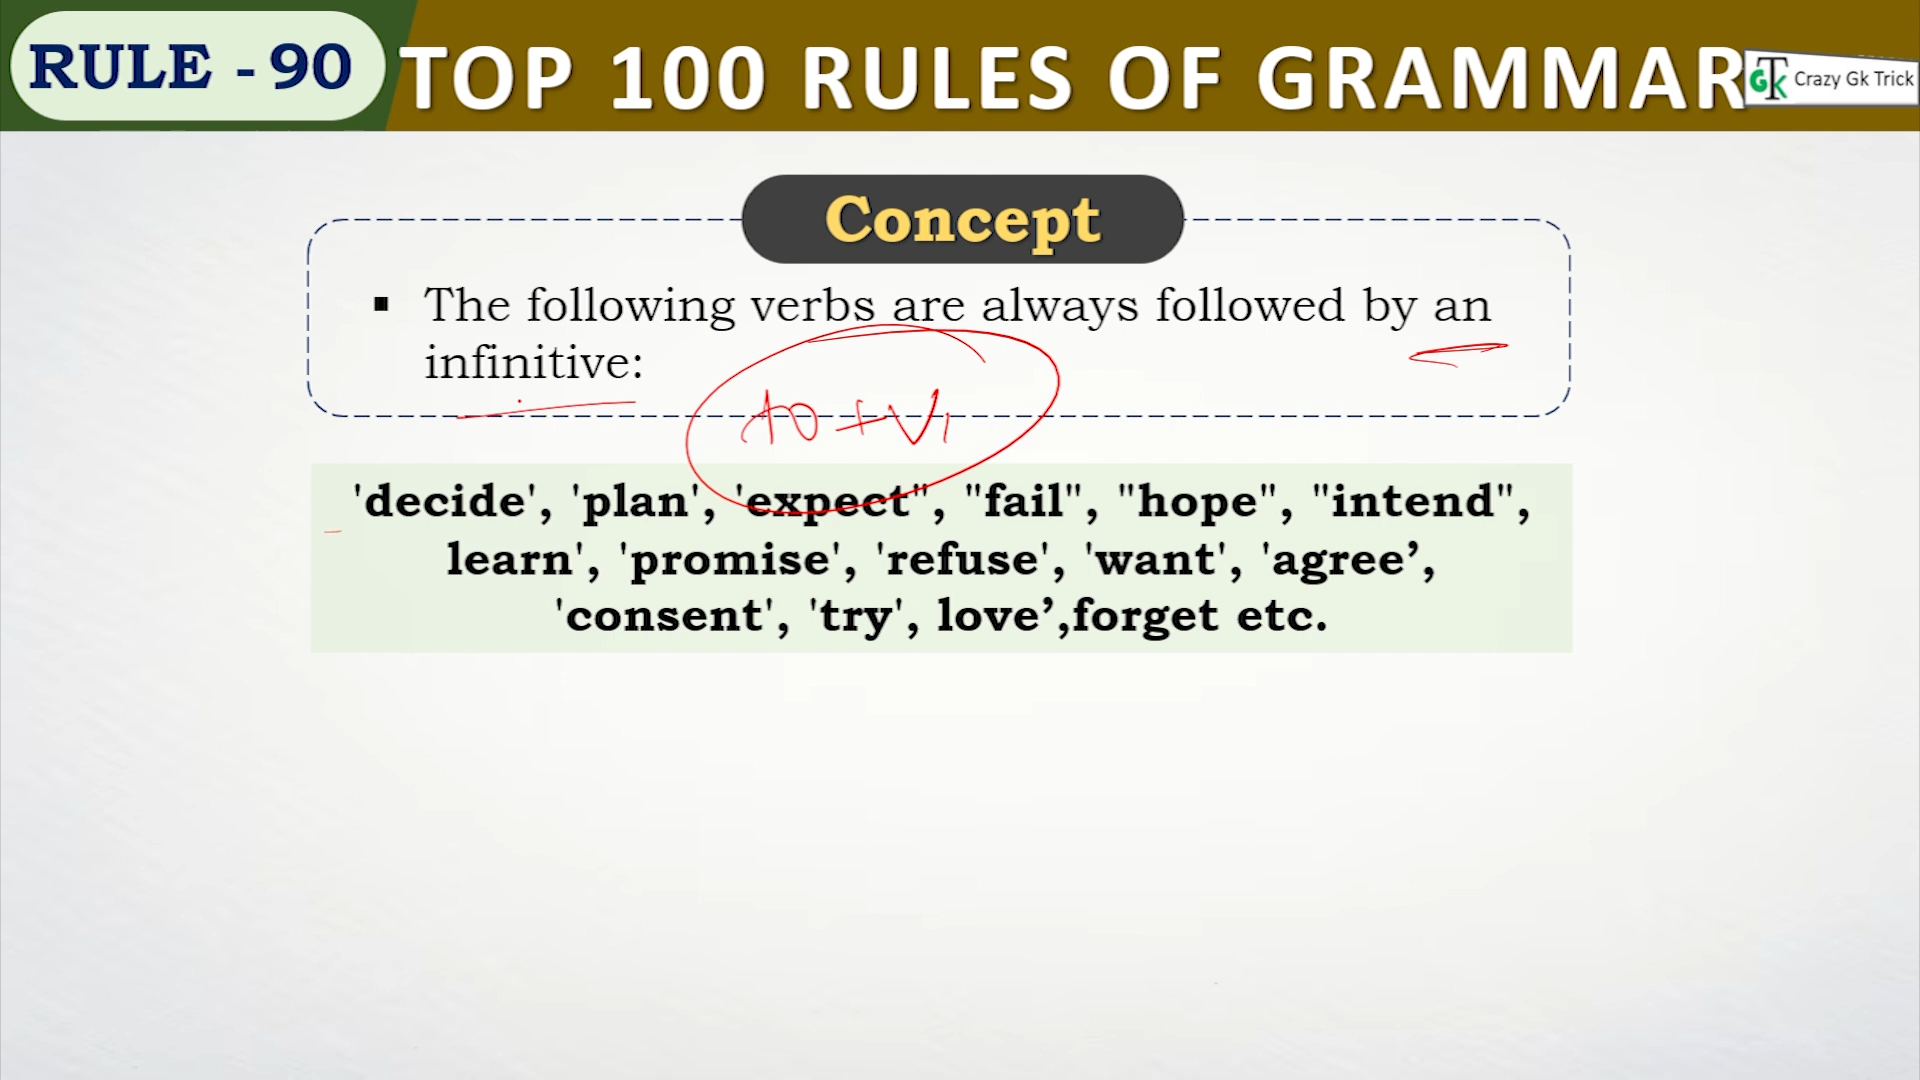 RULE - 90
TOP 100 RULES OF GRAMMAR
Crazy Gk Trick
Concept
▪ The following verbs are always followed by an
infinitive:
to + V1
'decide', 'plan', 'expect", "fail", "hope", "intend",
learn', 'promise', 'refuse', 'want', 'agree’,
'consent', 'try', love’,forget etc.